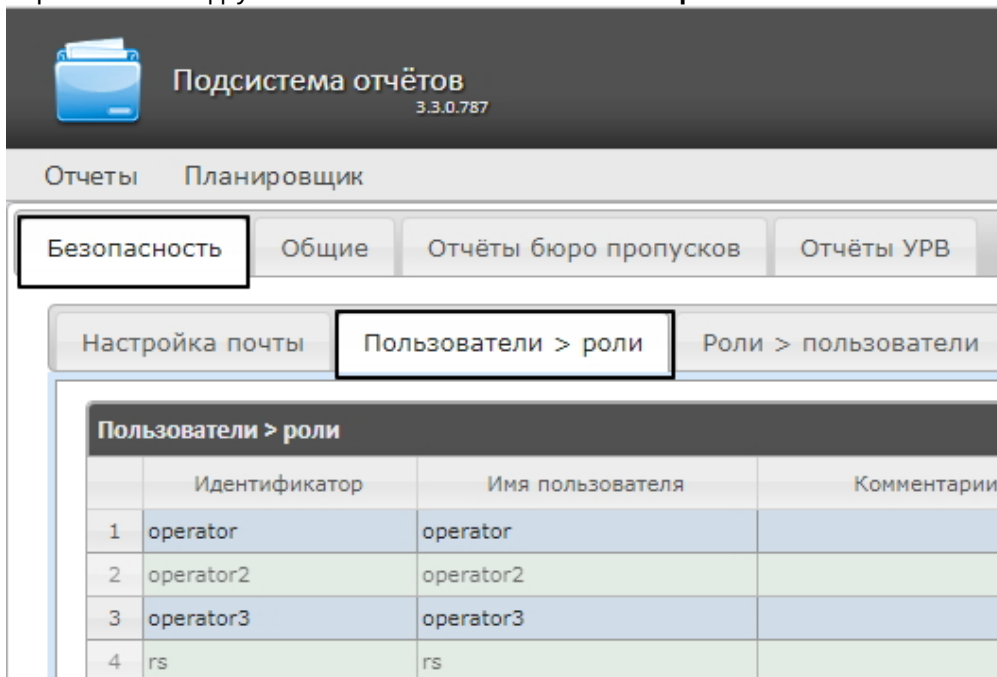 Подсистема отчётов
3.3.0.787
Отчеты Планировщик
Безопасность Общие Отчёты бюро пропусков Отчёты УРВ
Настройка почты Пользователи > роли Роли > пользователи
Пользователи > роли
Идентификатор Имя пользователя Комментарии
1 operator operator
2 operator2 operator2
3 operator3 operator3
4 rs rs